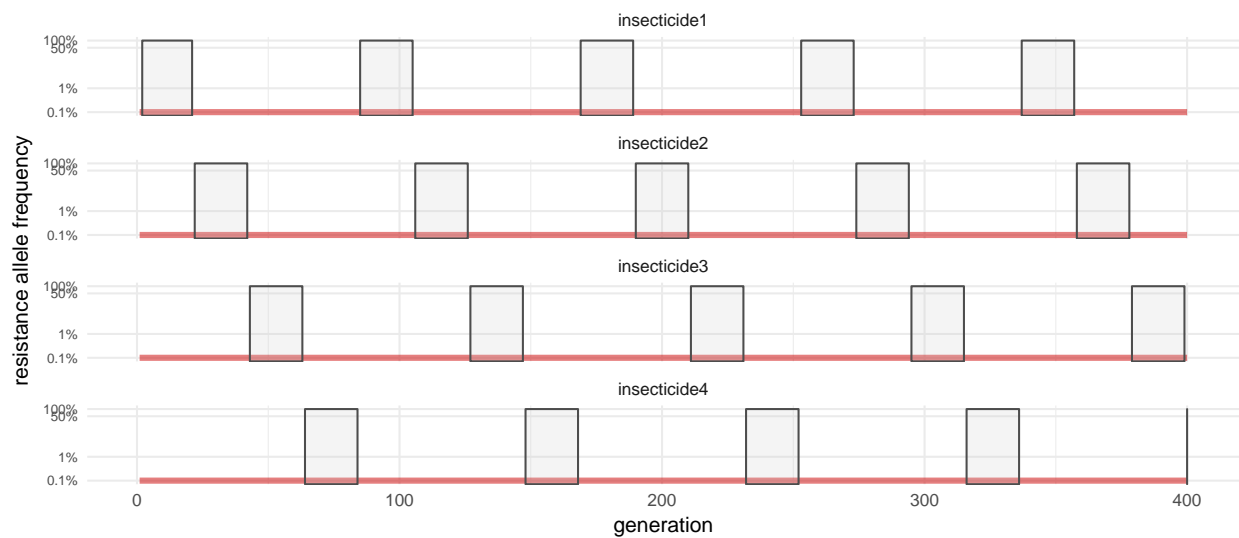 insecticide1
100%
50%
1%
0.1%
insecticide2
100%
50%
1%
0.1%
insecticide3
100%
50%
1%
0.1%
insecticide4
100%
50%
1%
0.1%
0 100 200 300 400
generation
resistance allele frequency